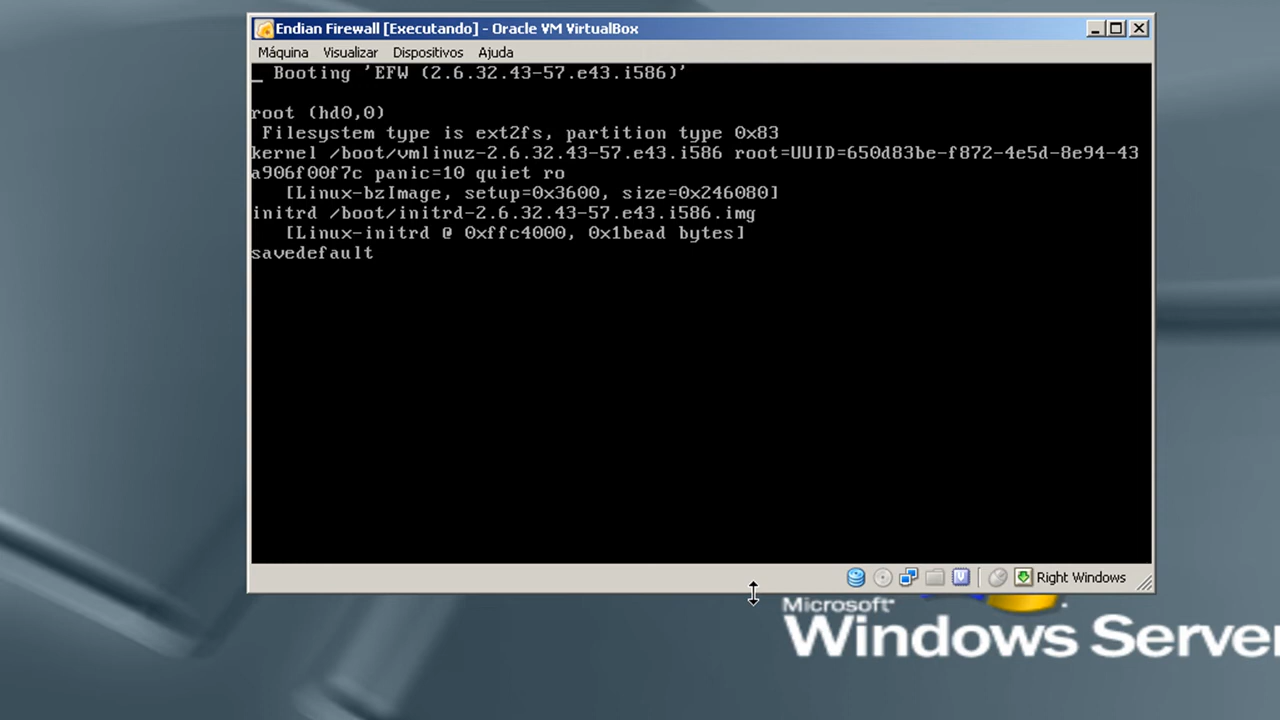 Endian Firewall [Executando] - Oracle VM VirtualBox
Máquina Visualizar Dispositivos Ajuda
_ Booting 'EFW (2.6.32.43-57.e43.i586)'
root (hd0,0)
Filesystem type is ext2fs, partition type 0x83
kernel /boot/vmlinuz-2.6.32.43-57.e43.i586 root=UUID=650d83be-f872-4e5d-8e94-43
a906f00f7c panic=10 quiet ro
[Linux-bzImage, setup=0x3600, size=0x246080]
initrd /boot/initrd-2.6.32.43-57.e43.i586.img
[Linux-initrd @ 0xffc4000, 0x1bead bytes]
savedefault
Right Windows
Microsoft
Windows Server